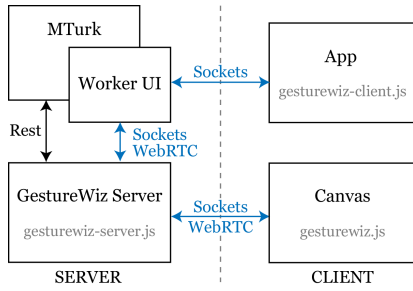 MTurk
Worker UI
Sockets
App
gesturewiz-client.js
Rest
Sockets
WebRTC
GestureWiz Server
gesturewiz-server.js
Sockets
WebRTC
Canvas
gesturewiz.js
SERVER
CLIENT